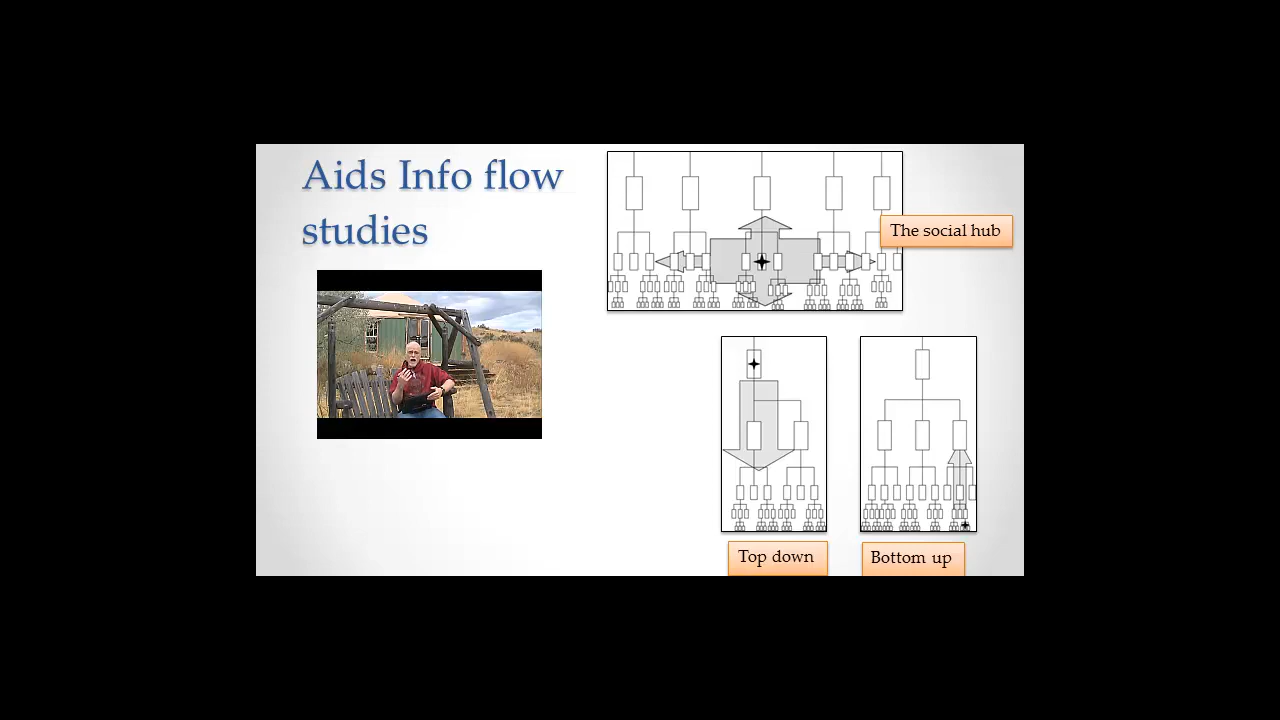 Aids Info flow
studies
The social hub
Top down
Bottom up